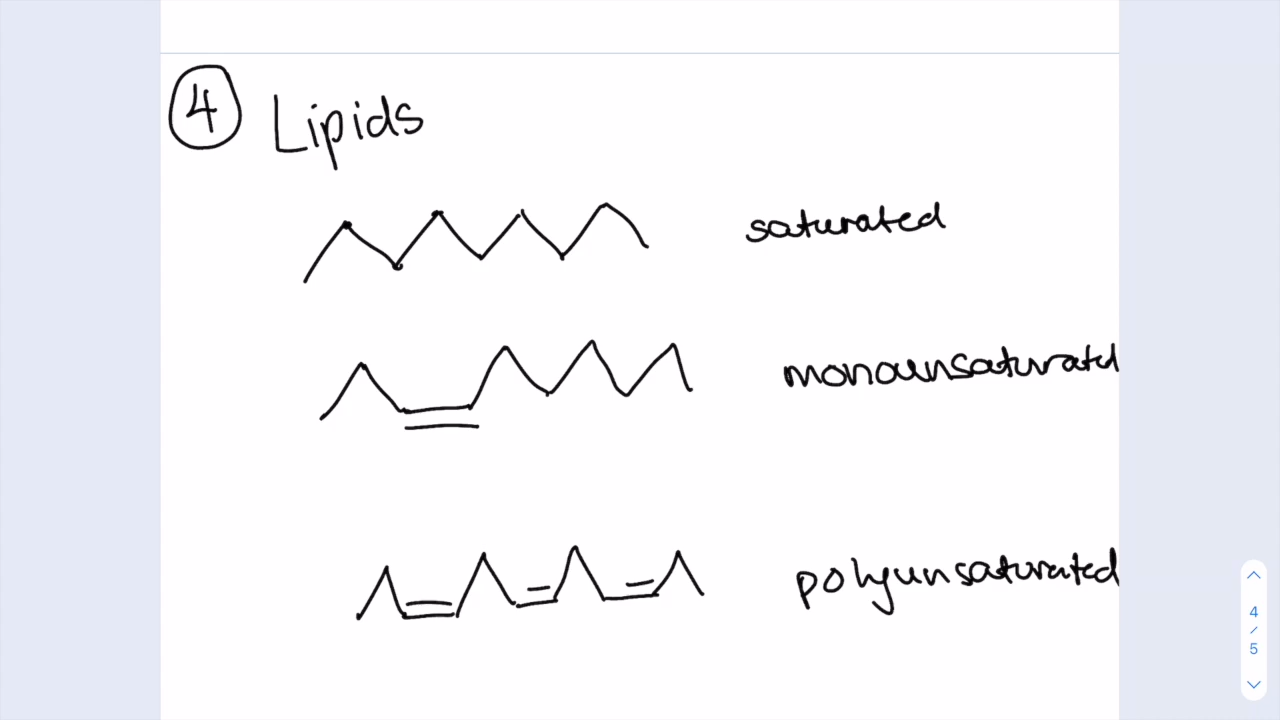 4 Lipids
saturated
monounsaturated
polyunsaturated
4
/
5